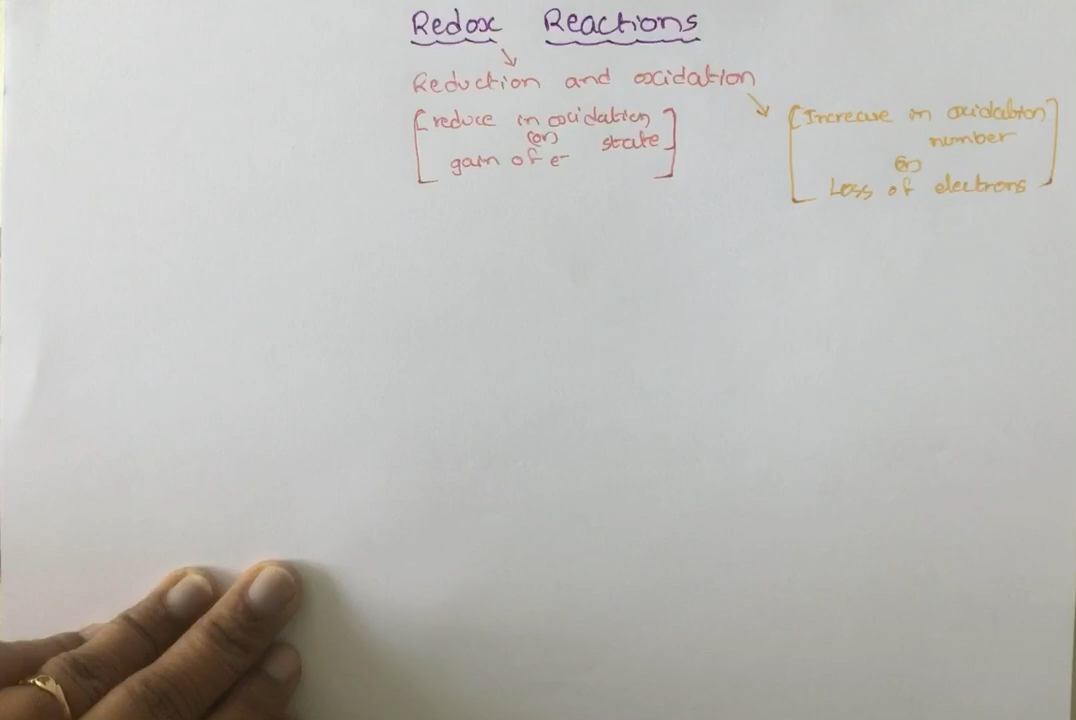 Redox Reactions
Reduction and oxidation
[reduce in oxidation
(or) state]
gain of e-
[Increase in oxidation
number
(or)
Loss of electrons]